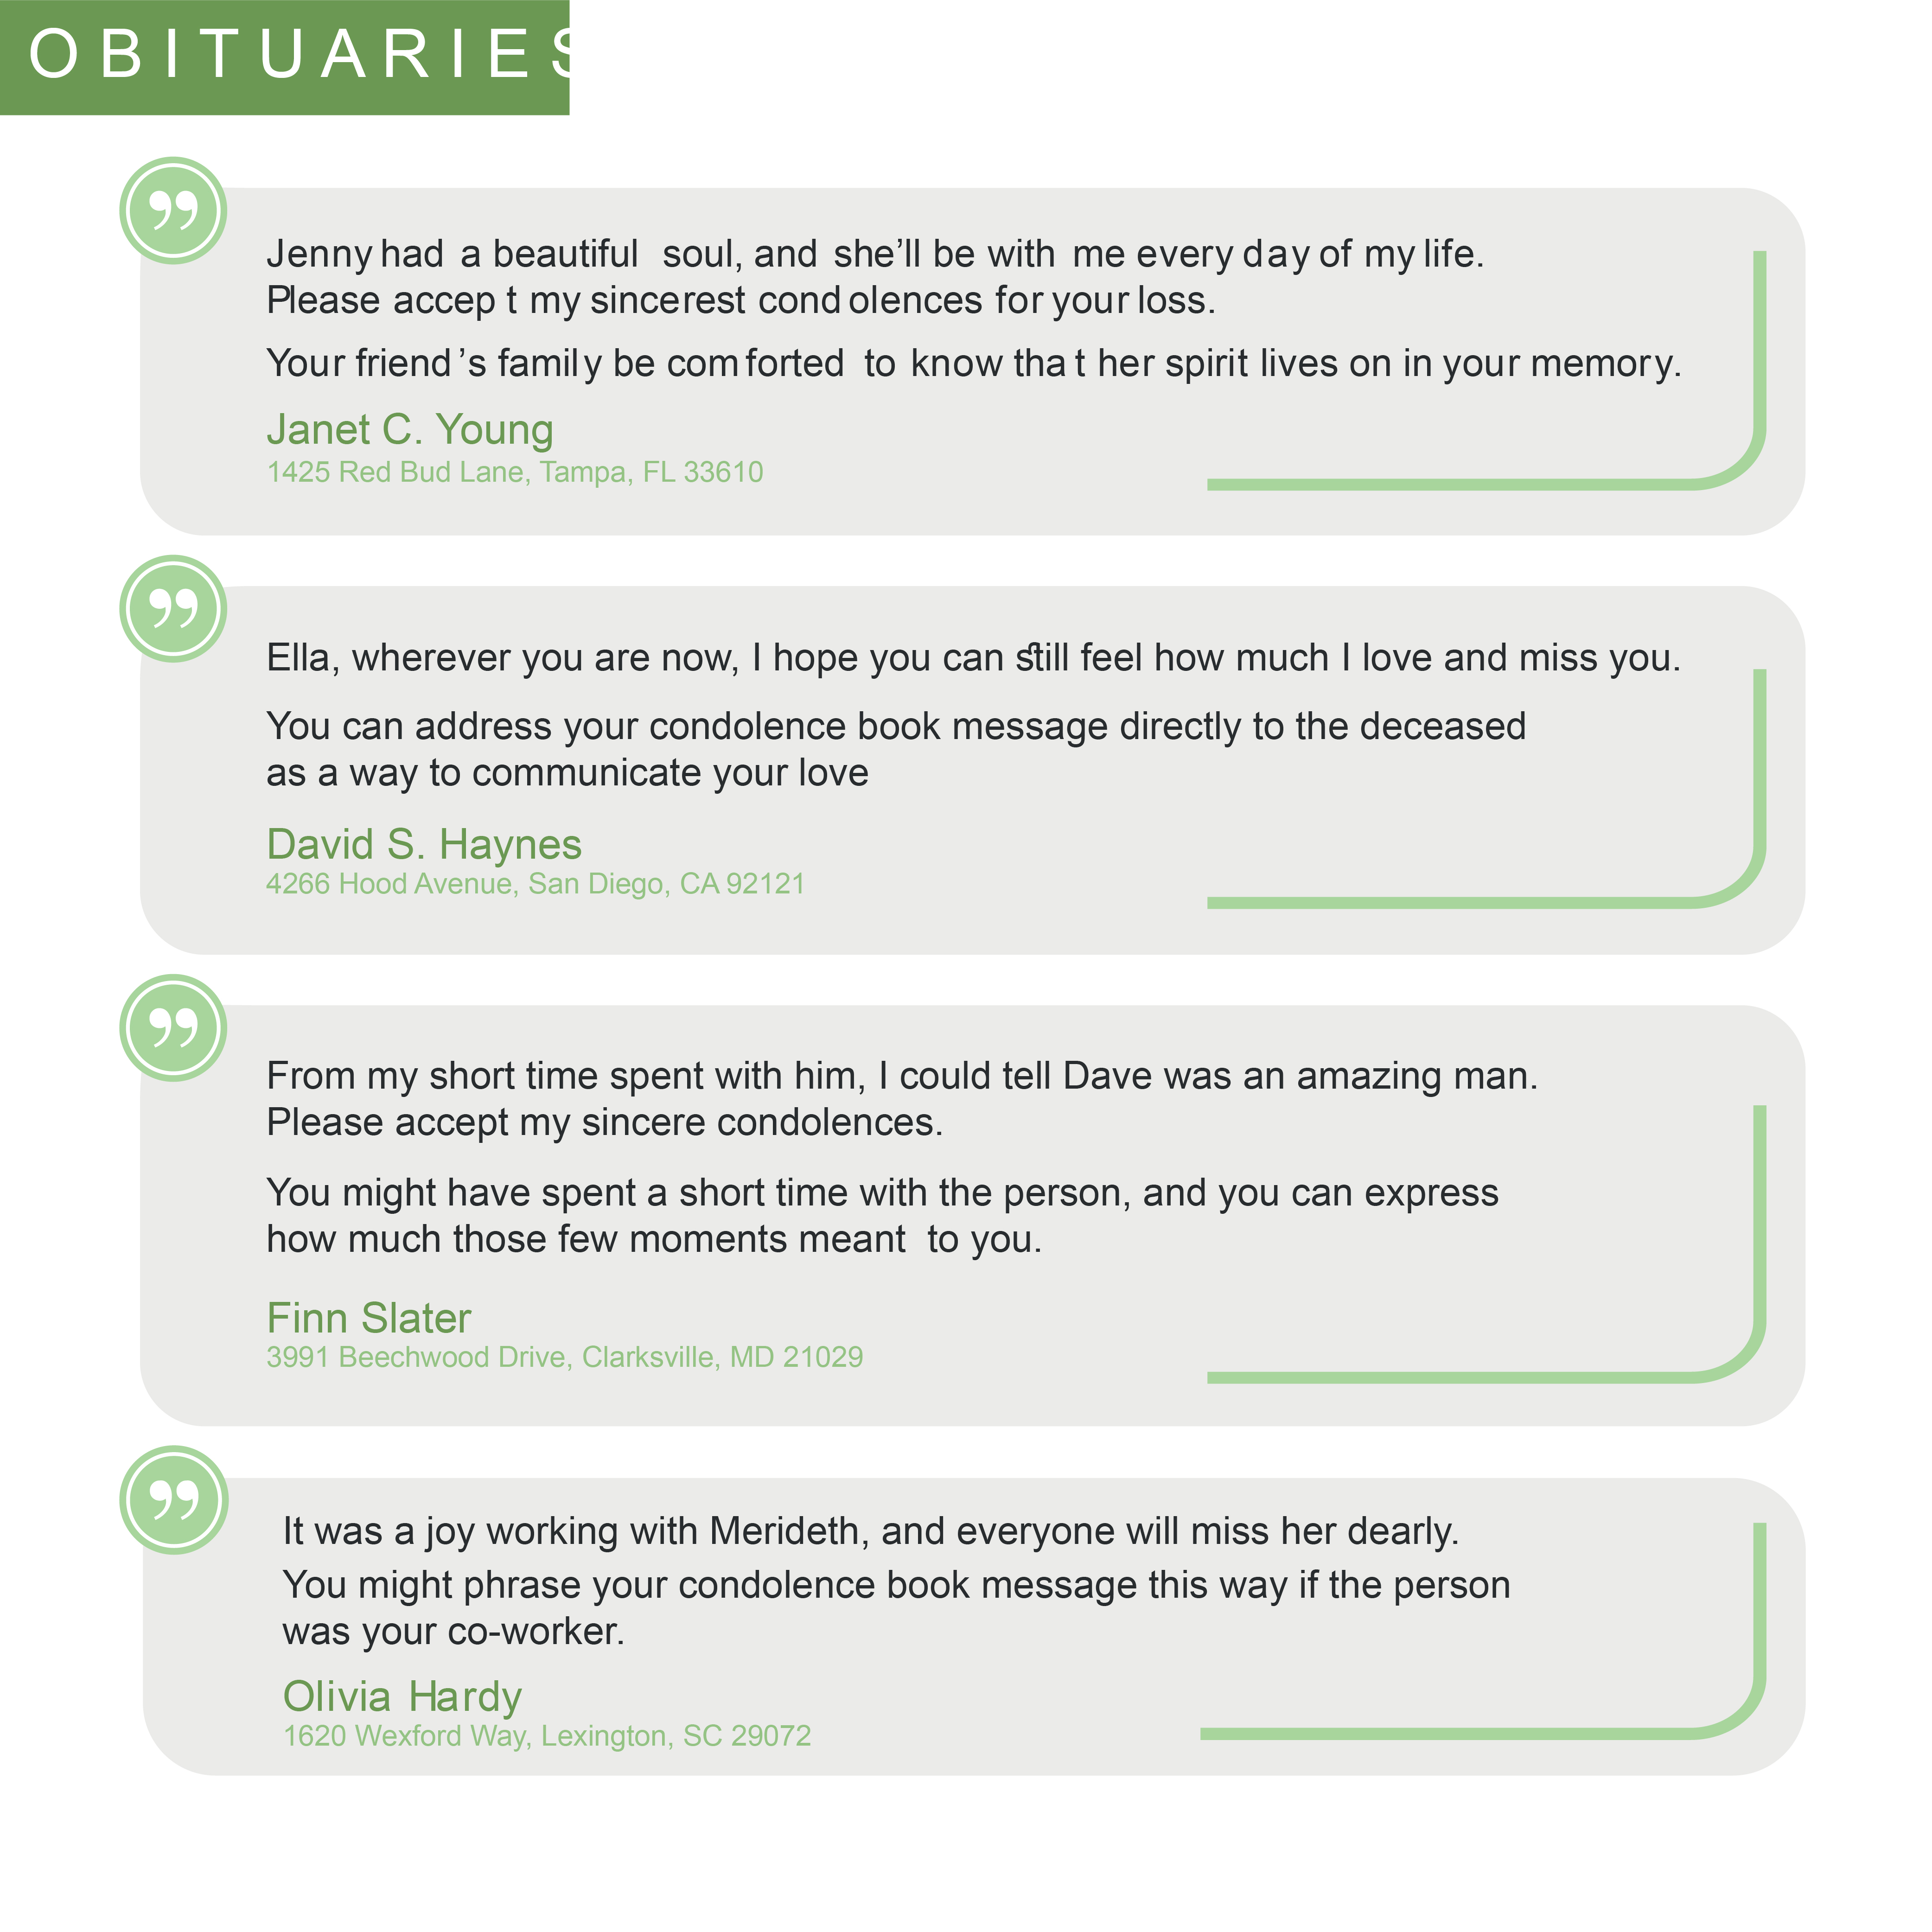 OBITUARIES
Jenny had a beautiful soul, and she’ll be with me every day of my life.
Please accept my sincerest condolences for your loss.
Your friend’s family be comforted to know that her spirit lives on in your memory.
Janet C. Young
1425 Red Bud Lane, Tampa, FL 33610
Ella, wherever you are now, I hope you can still feel how much I love and miss you.
You can address your condolence book message directly to the deceased
as a way to communicate your love
David S. Haynes
4266 Hood Avenue, San Diego, CA 92121
From my short time spent with him, I could tell Dave was an amazing man.
Please accept my sincere condolences.
You might have spent a short time with the person, and you can express
how much those few moments meant to you.
Finn Slater
3991 Beechwood Drive, Clarksville, MD 21029
It was a joy working with Merideth, and everyone will miss her dearly.
You might phrase your condolence book message this way if the person
was your co-worker.
Olivia Hardy
1620 Wexford Way, Lexington, SC 29072